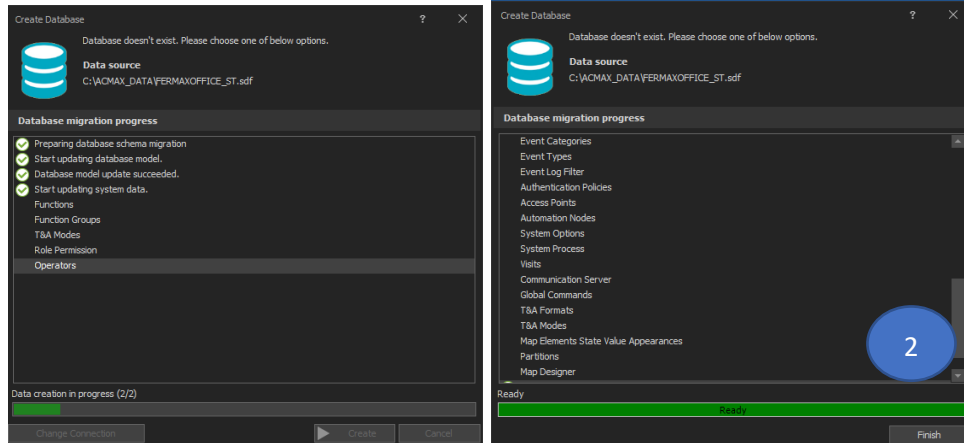 Create Database
?
Database doesn't exist. Please choose one of below options.
Data source
C:\ACMAX_DATA\FERMAXOFFICE_ST.sdf
Database migration progress
Preparing database schema migration
Start updating database model.
Database model update succeeded.
Start updating system data.
Functions
Function Groups
T&A Modes
Role Permission
Operators
Data creation in progress (2/2)
Change Connection
Create
Cancel
Create Database
?
Database doesn't exist. Please choose one of below options.
Data source
C:\ACMAX_DATA\FERMAXOFFICE_ST.sdf
Database migration progress
Event Categories
Event Types
Event Log Filter
Authentication Policies
Access Points
Automation Nodes
System Options
System Process
Visits
Communication Server
Global Commands
T&A Formats
T&A Modes
Map Elements State Value Appearances
Partitions
Map Designer
2
Ready
Ready
Finish